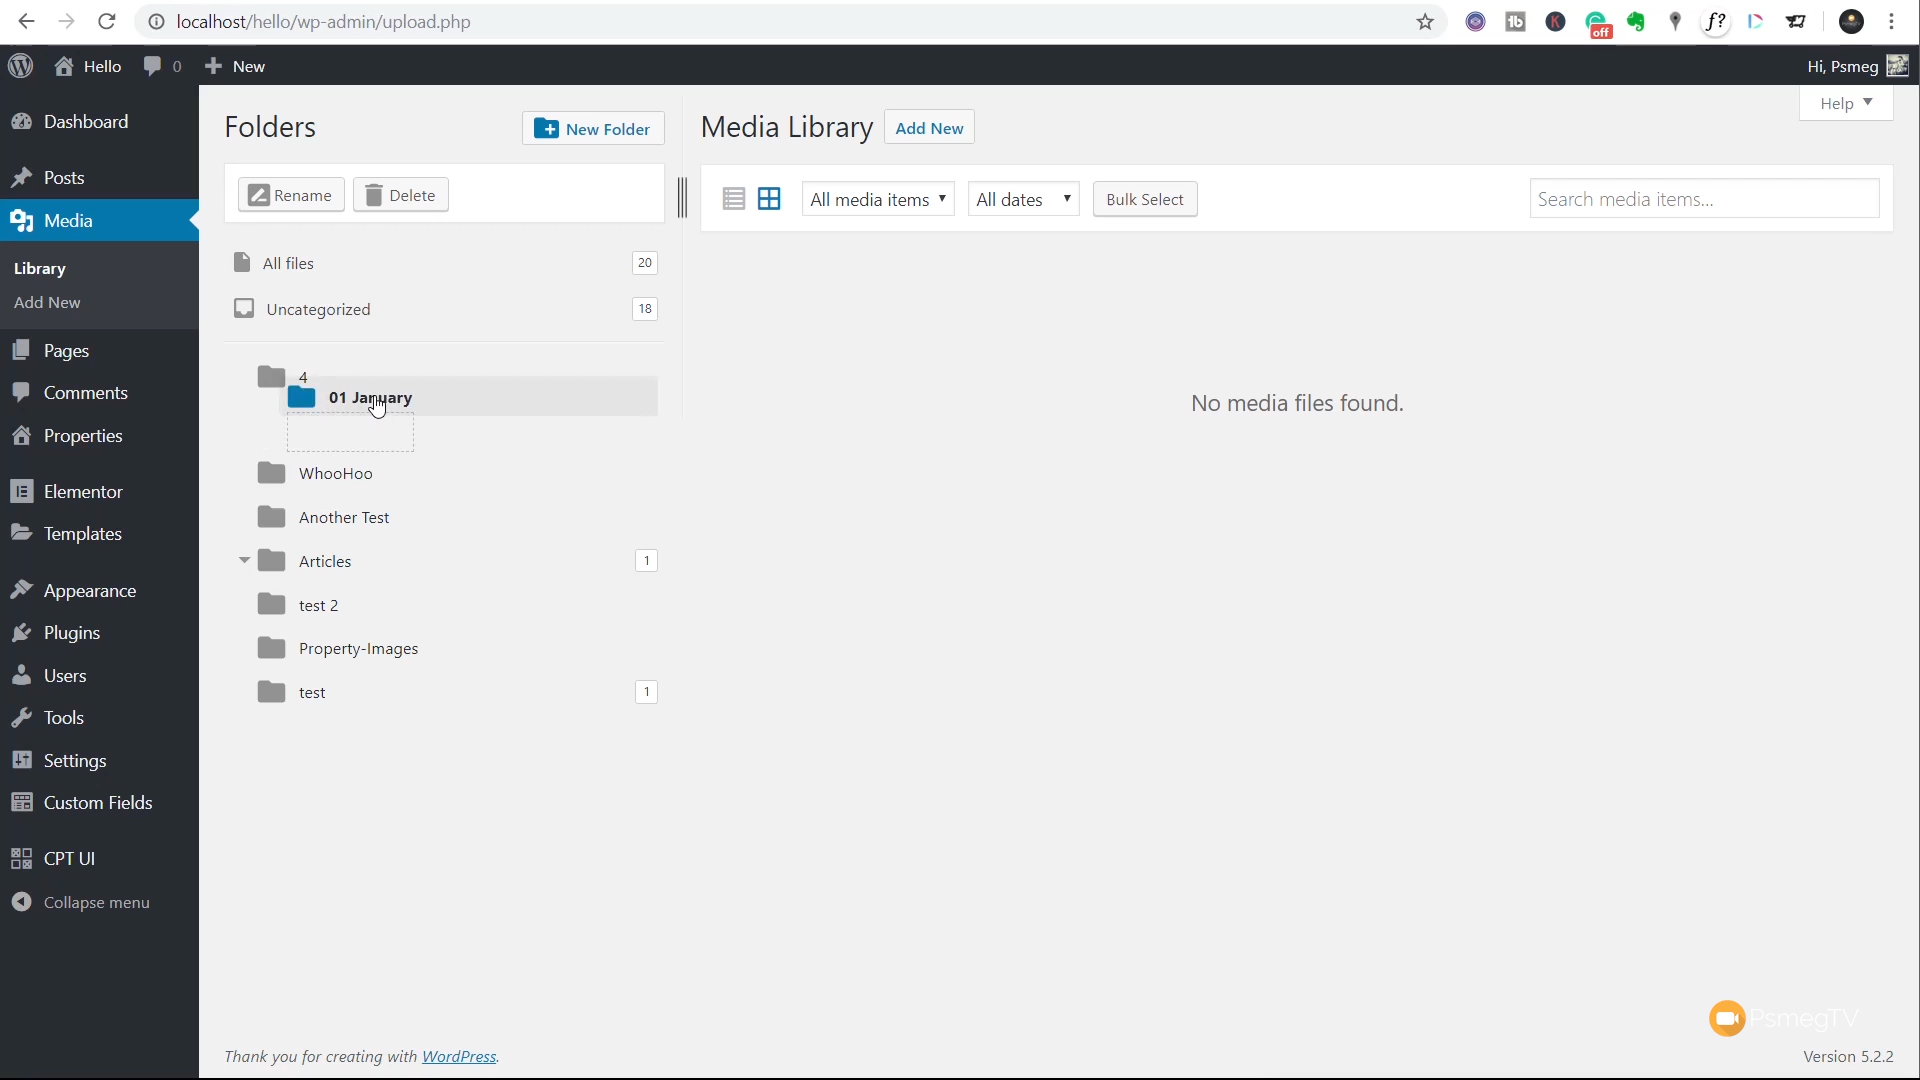 localhost/hello/wp-admin/upload.php
off
f?
Hello
0
New
Hi, Psmeg
Dashboard
Posts
Media
Library
Add New
Pages
Comments
Properties
Elementor
Templates
Appearance
Plugins
Users
Tools
Settings
Custom Fields
CPT UI
Collapse menu
Folders
New Folder
Rename
Delete
All files
20
Uncategorized
18
4
01 January
WhooHoo
Another Test
Articles
1
test 2
Property-Images
test
1
Media Library
Add New
Help
All media items
All dates
Bulk Select
Search media items...
No media files found.
PsmegTV
Thank you for creating with WordPress.
Version 5.2.2